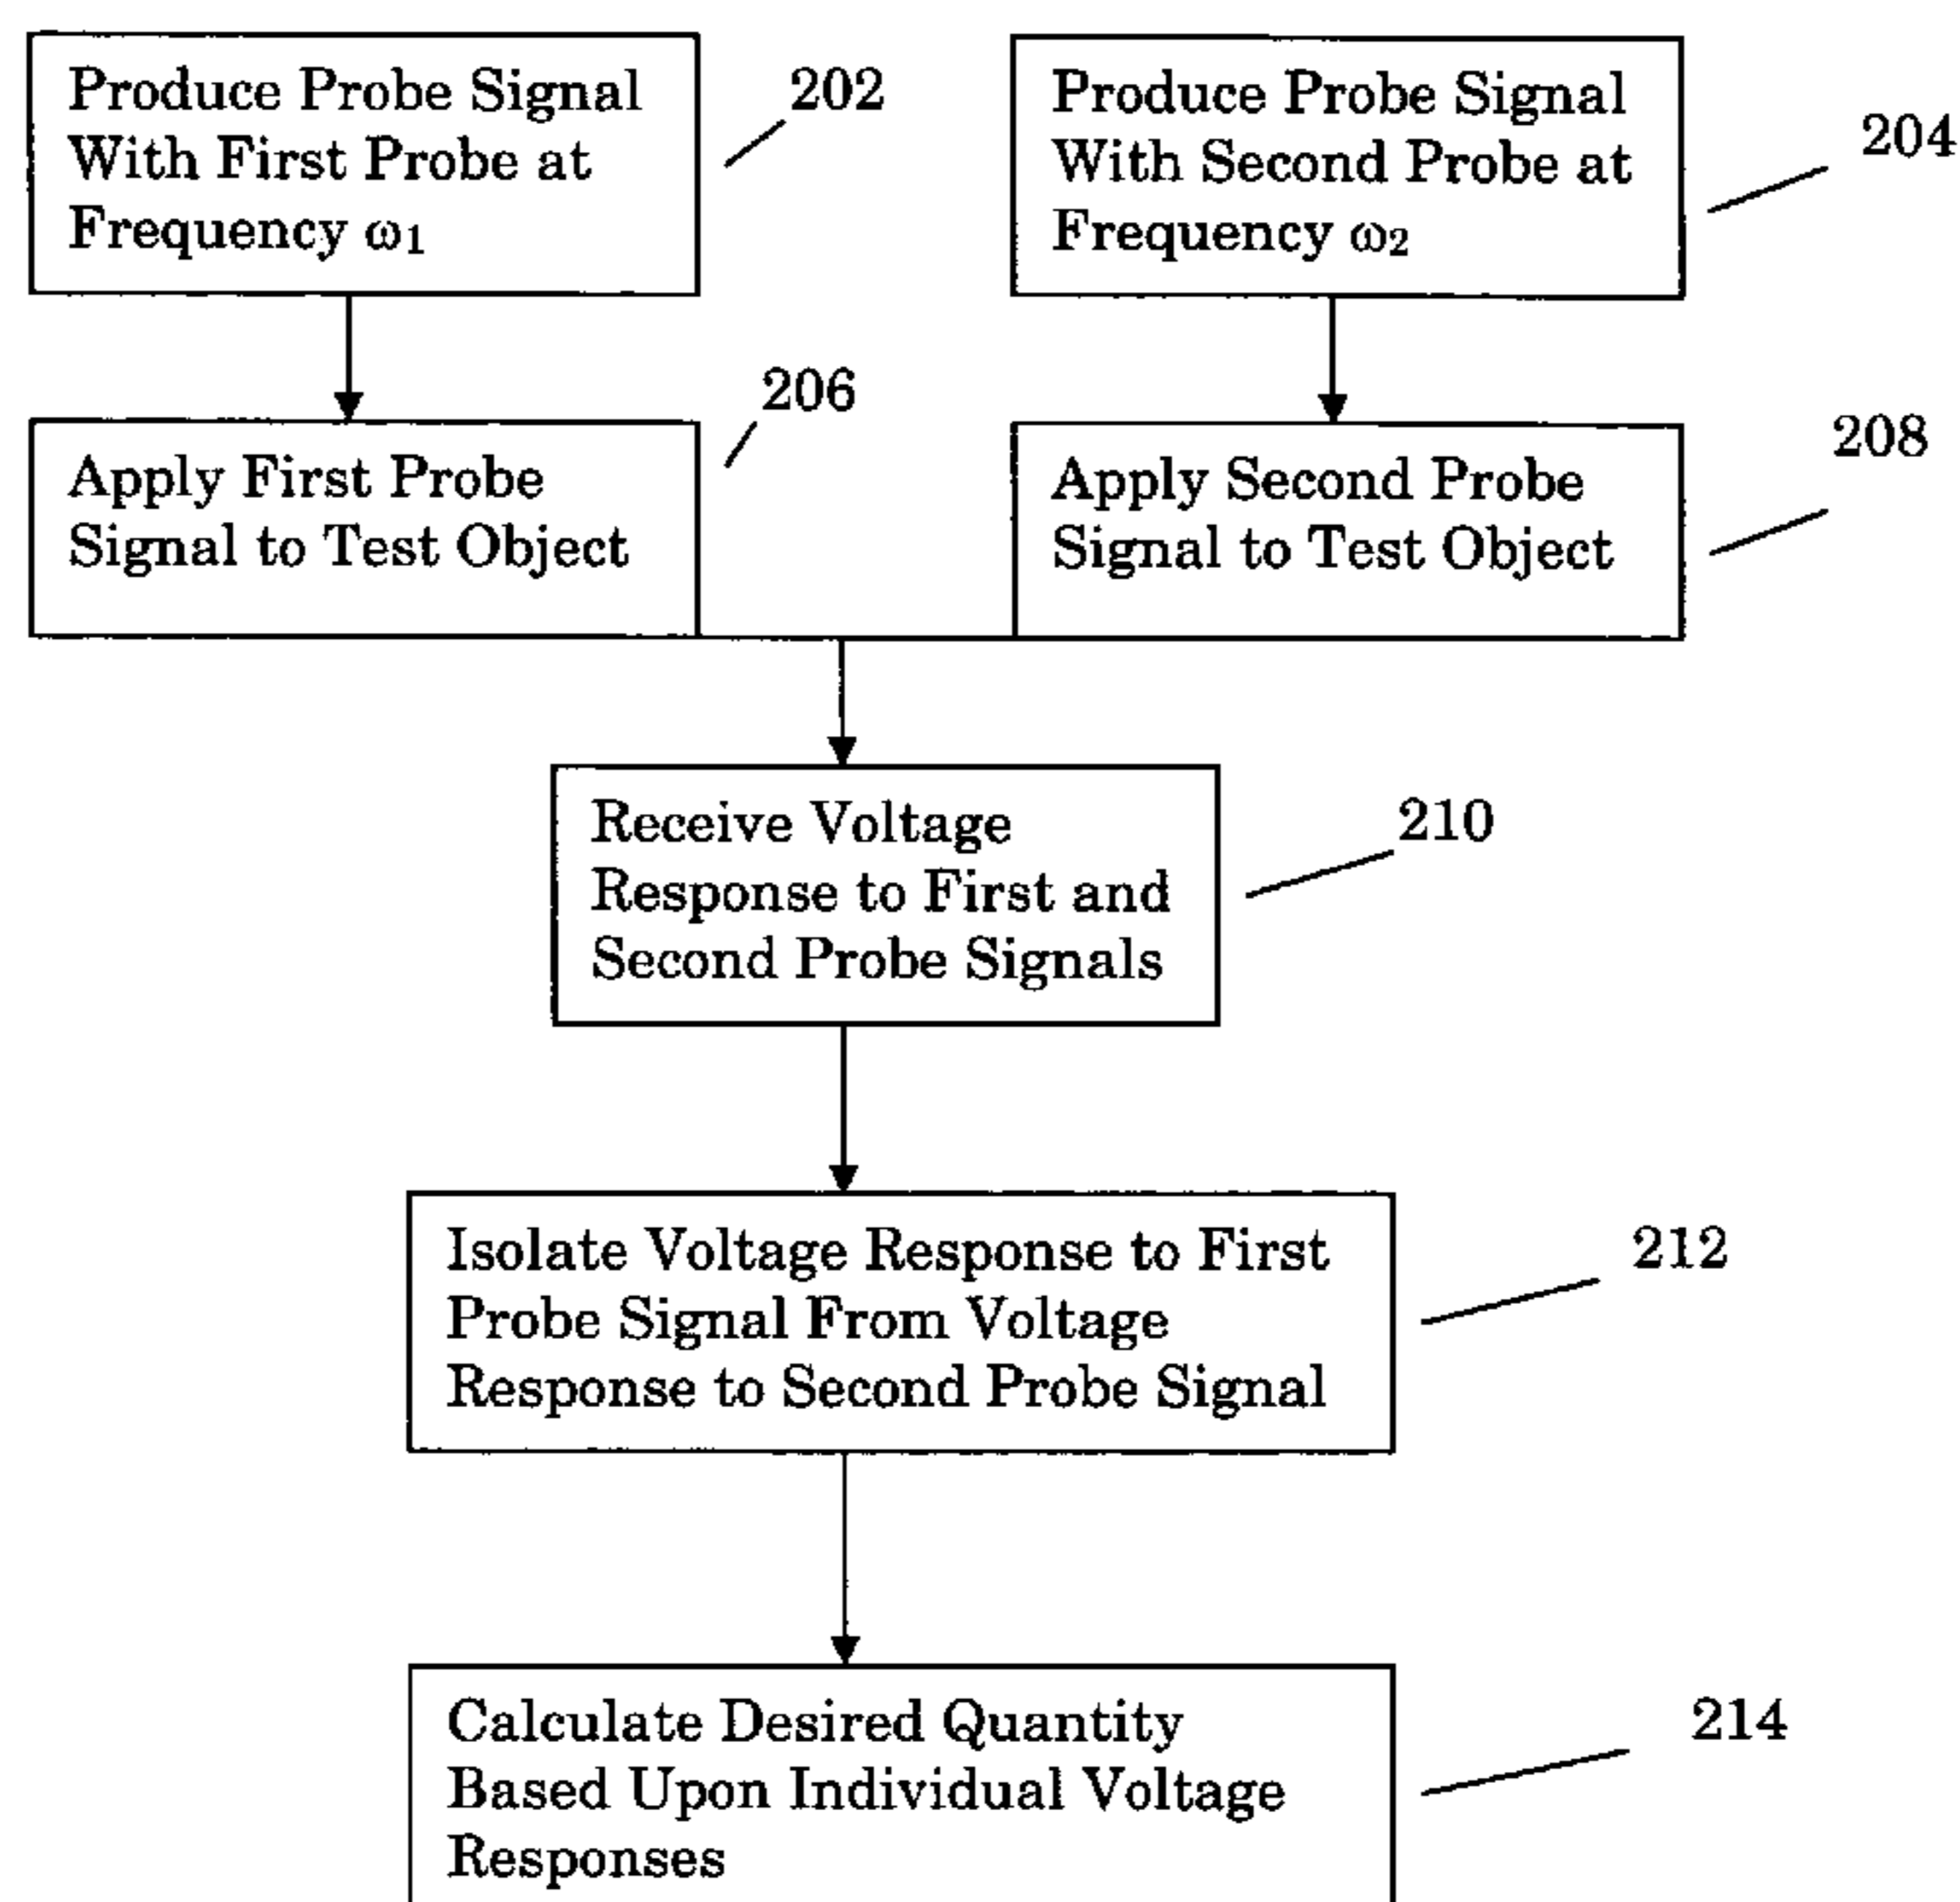 Produce Probe Signal
With First Probe at
Frequency ω₁
202
Produce Probe Signal
With Second Probe at
Frequency ω₂
204
Apply First Probe
Signal to Test Object
206
Apply Second Probe
Signal to Test Object
208
Receive Voltage
Response to First and
Second Probe Signals
210
Isolate Voltage Response to First
Probe Signal From Voltage
Response to Second Probe Signal
212
Calculate Desired Quantity
Based Upon Individual Voltage
Responses
214